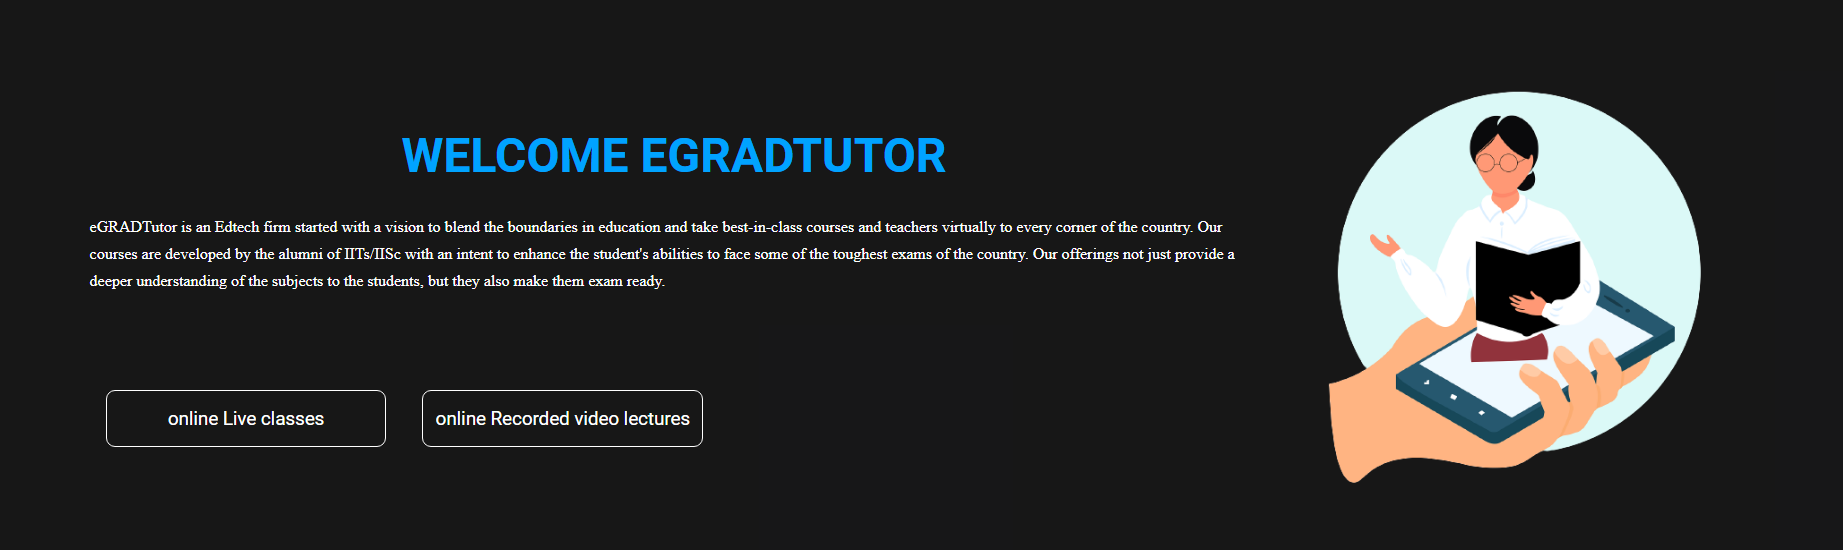 WELCOME EGRADTUTOR
eGRADTutor is an Edtech firm started with a vision to blend the boundaries in education and take best-in-class courses and teachers virtually to every corner of the country. Our
courses are developed by the alumni of IITs/IISc with an intent to enhance the student's abilities to face some of the toughest exams of the country. Our offerings not just provide a
deeper understanding of the subjects to the students, but they also make them exam ready.
online Live classes
online Recorded video lectures